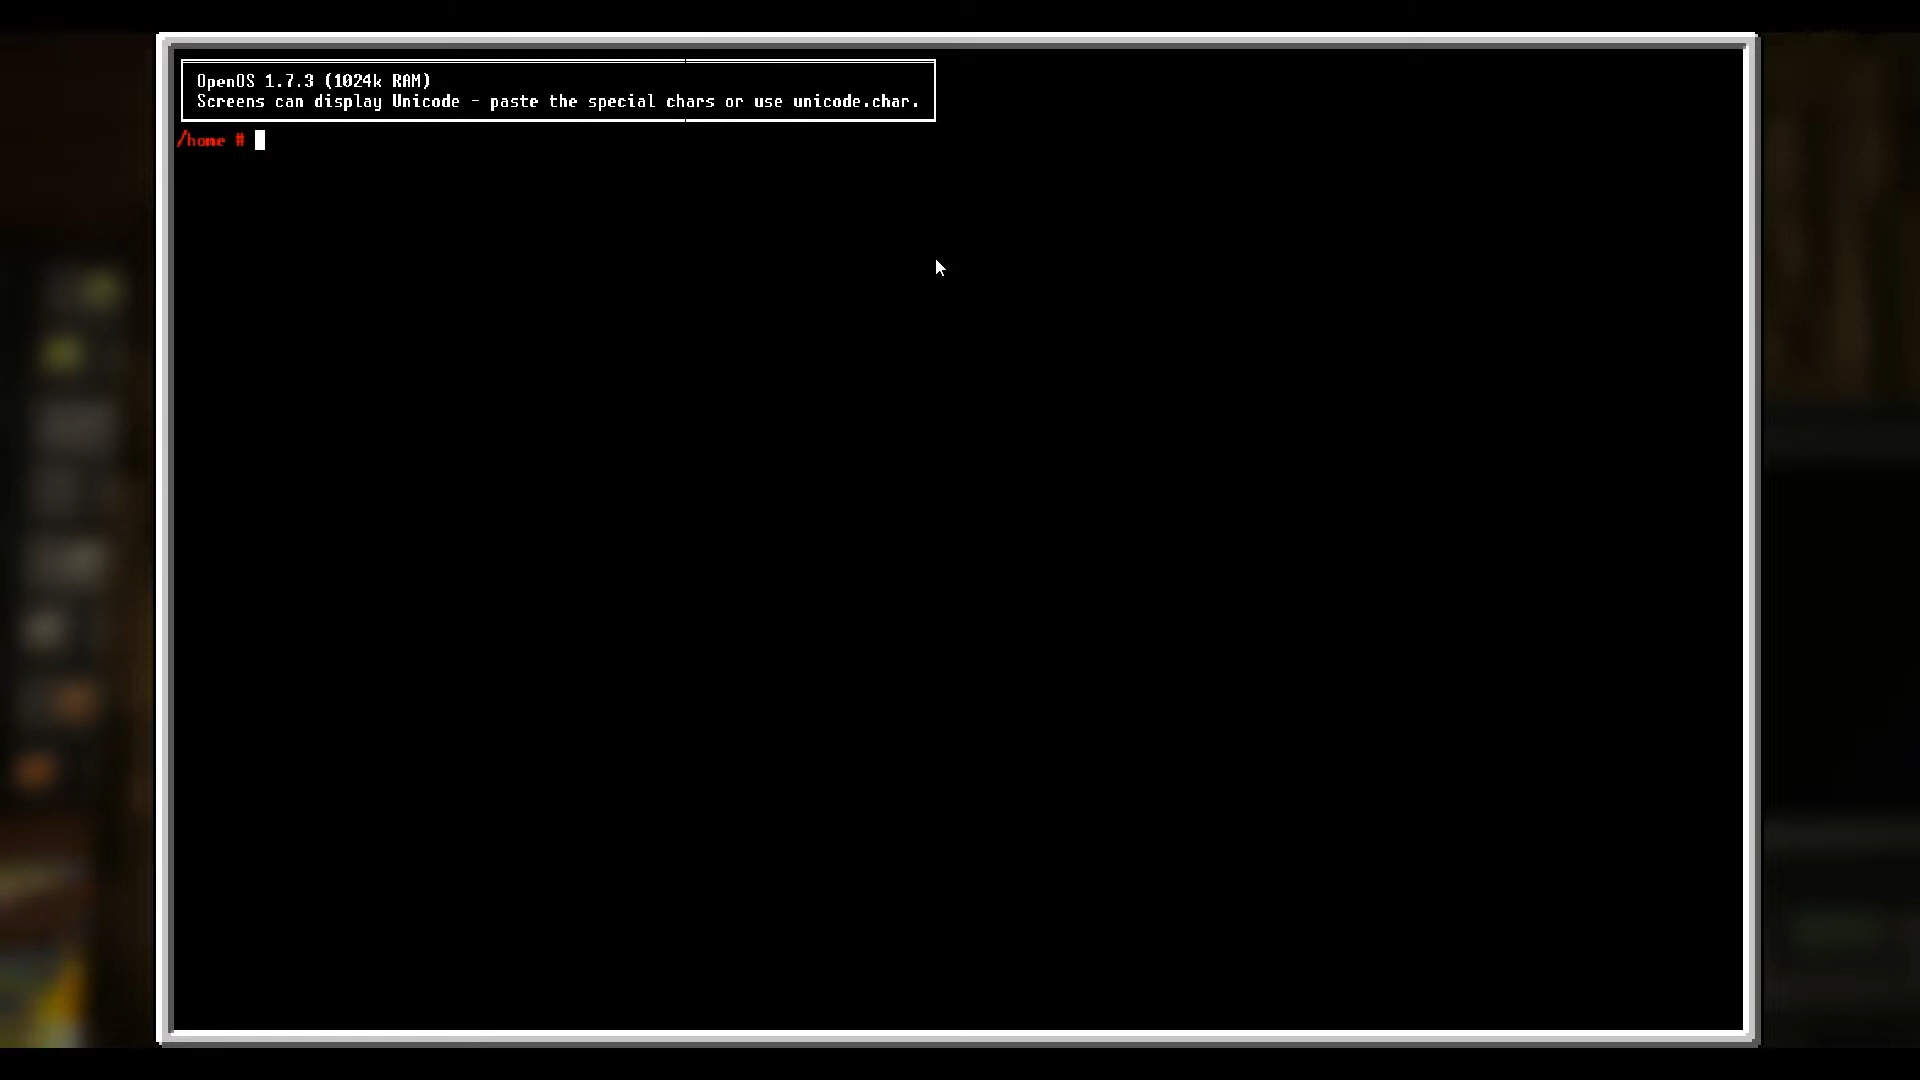 OpenOS 1.7.3 (1024k RAM)
Screens can display Unicode - paste the special chars or use unicode.char.
/home #